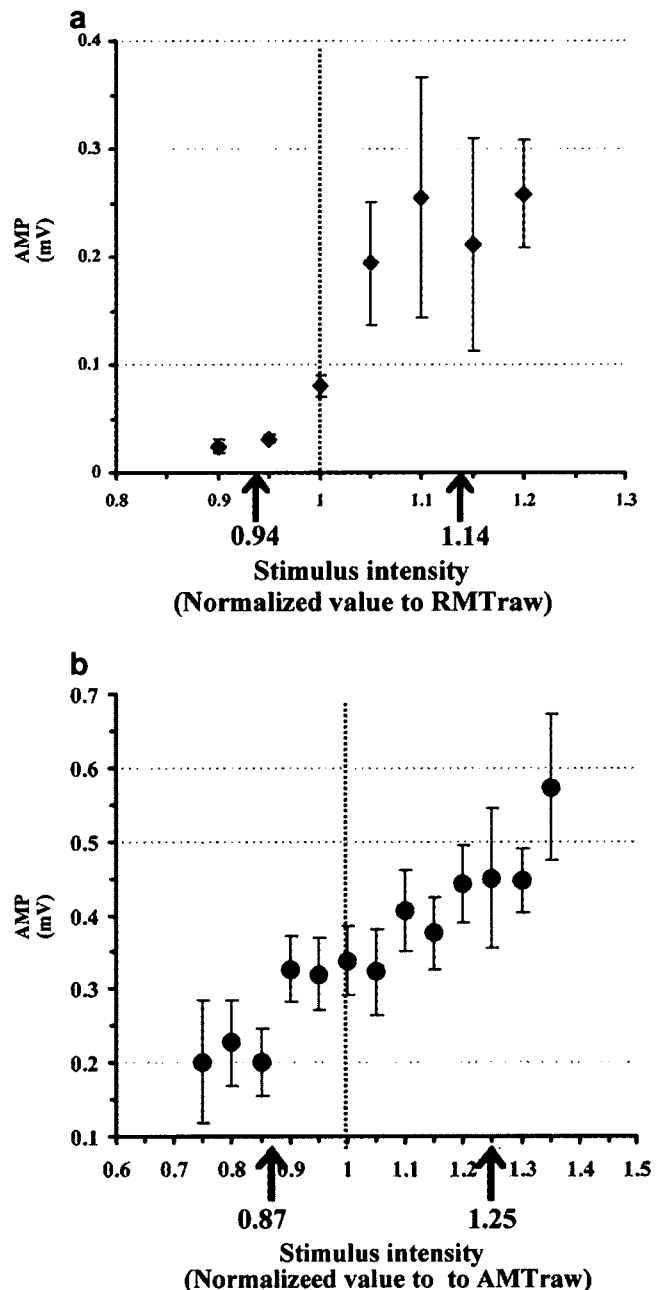 a
0.4
0.3
AMP
(mV)
0.2
0.1
0
0.8 0.9 1 1.1 1.2 1.3
0.94 1.14
Stimulus intensity
(Normalized value to RMTraw)
b
0.7
0.6
0.5
AMP
(mV)
0.4
0.3
0.2
0.1
0.6 0.7 0.8 0.9 1 1.1 1.2 1.3 1.4 1.5
0.87 1.25
Stimulus intensity
(Normalizeed value to to AMTraw)